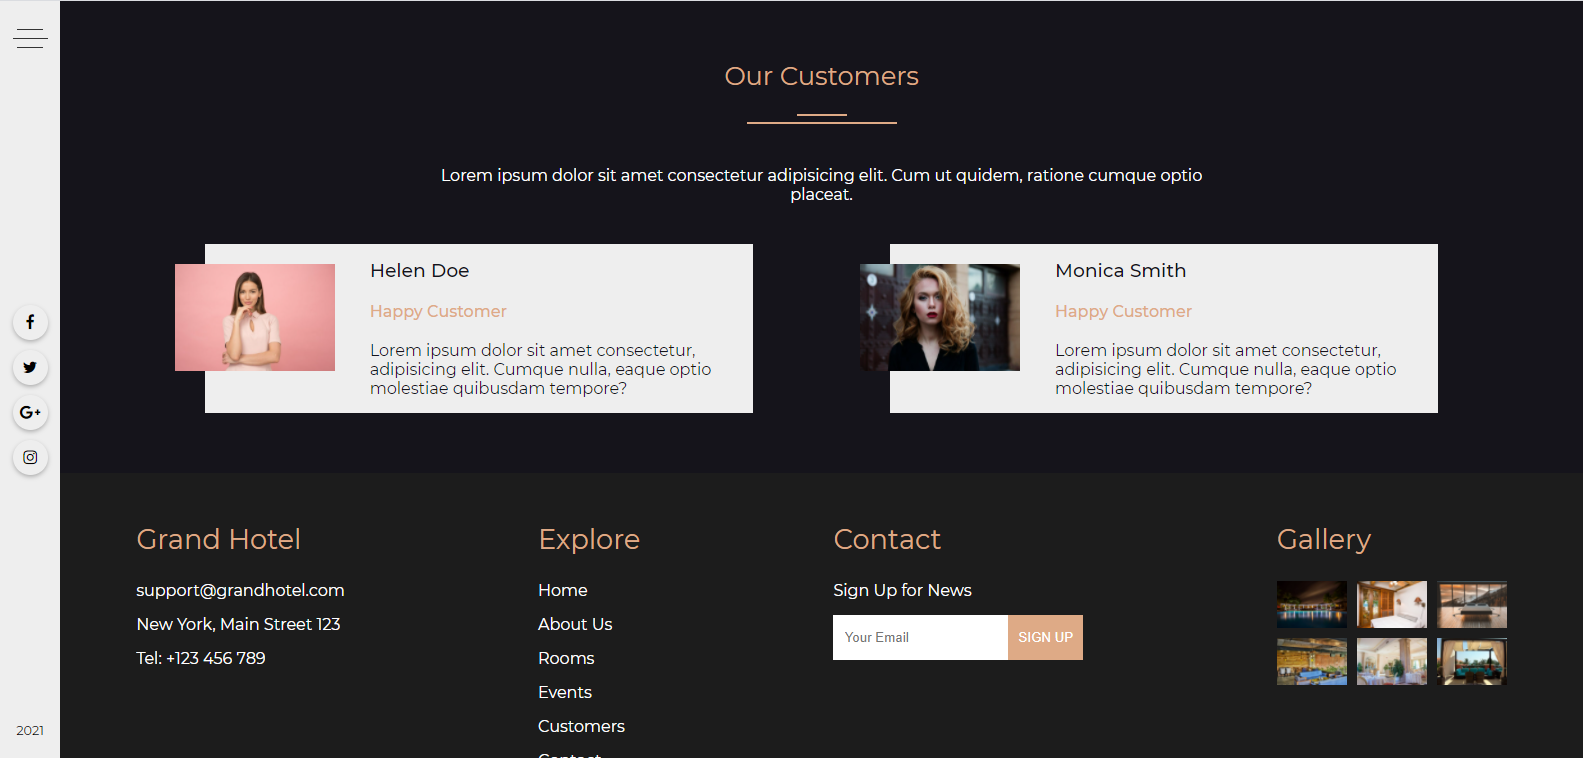 Our Customers
Lorem ipsum dolor sit amet consectetur adipisicing elit. Cum ut quidem, ratione cumque optio
placeat.
Helen Doe
Happy Customer
Lorem ipsum dolor sit amet consectetur,
adipisicing elit. Cumque nulla, eaque optio
molestiae quibusdam tempore?
Monica Smith
Happy Customer
Lorem ipsum dolor sit amet consectetur,
adipisicing elit. Cumque nulla, eaque optio
molestiae quibusdam tempore?
Grand Hotel
support@grandhotel.com
New York, Main Street 123
Tel: +123 456 789
Explore
Home
About Us
Rooms
Events
Customers
Contact
Contact
Sign Up for News
Your Email
SIGN UP
Gallery
2021